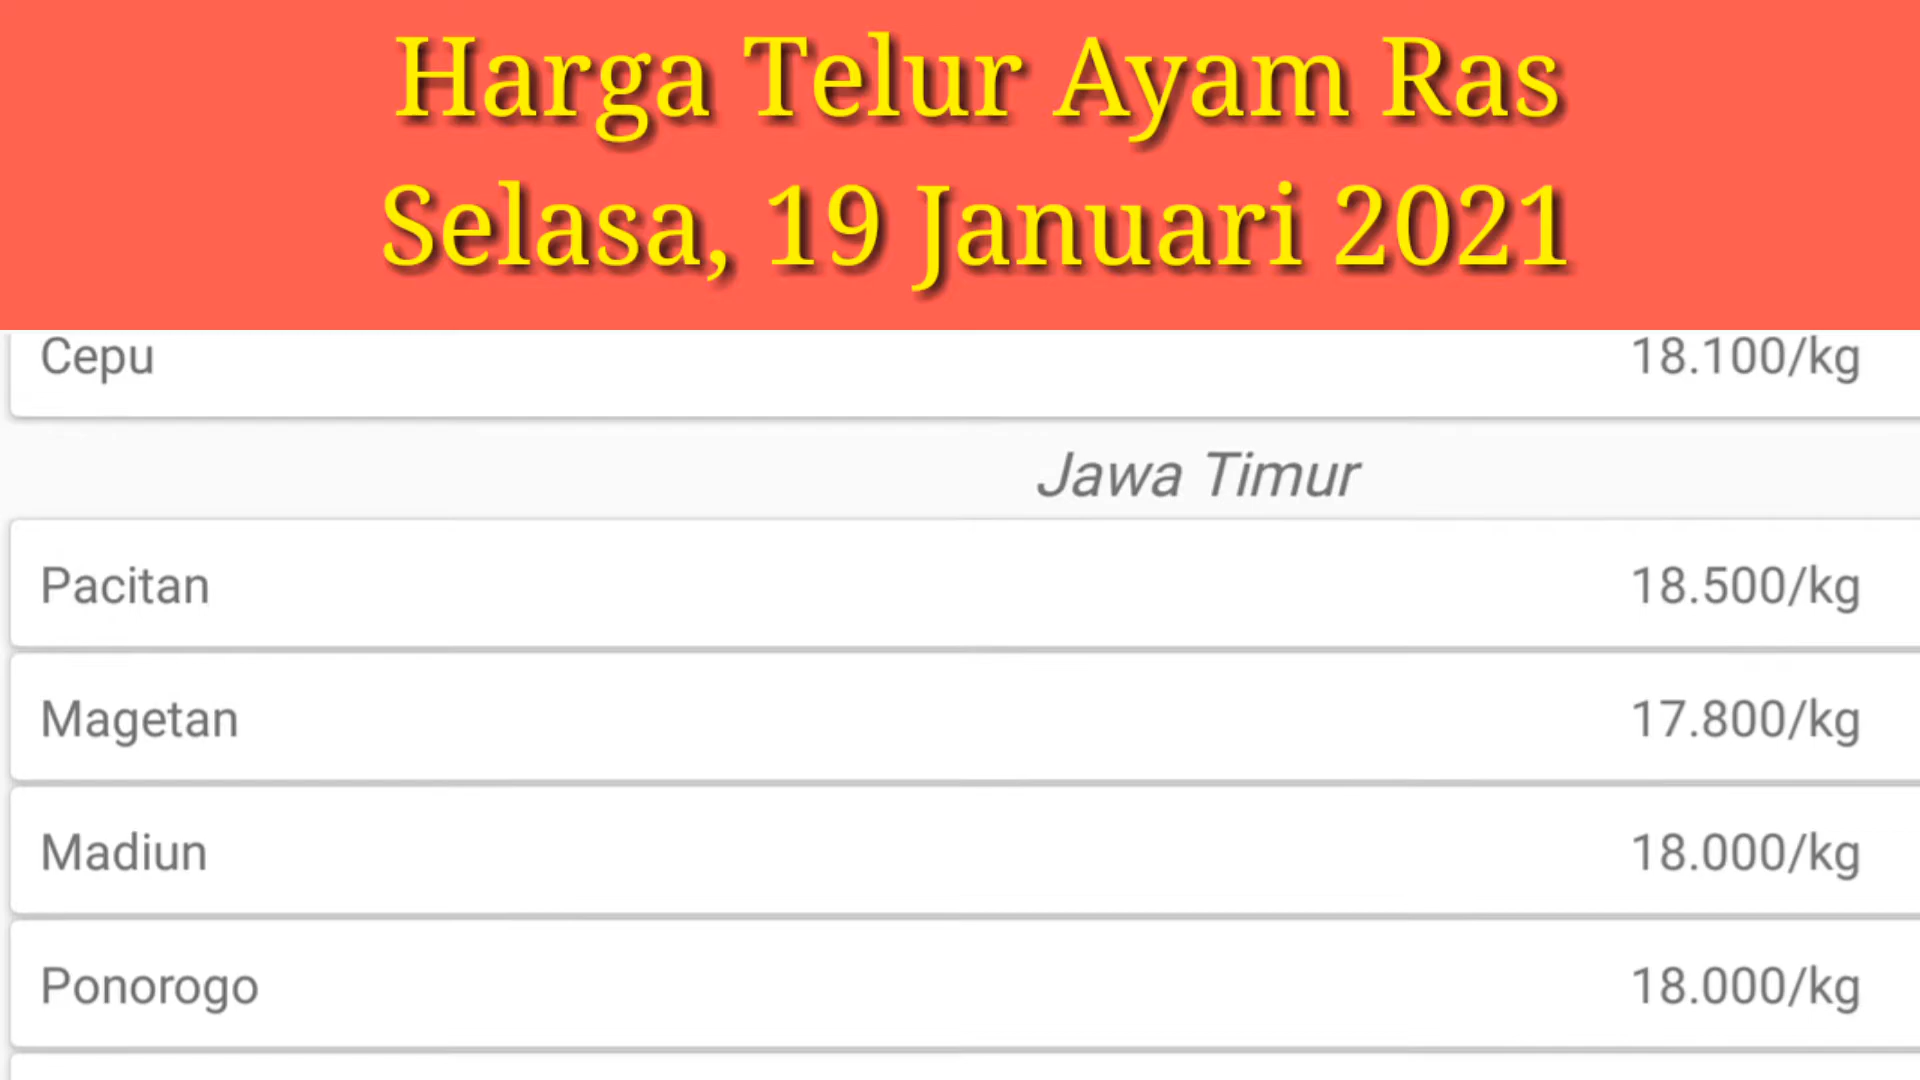 Harga Telur Ayam Ras
Selasa, 19 Januari 2021
Cepu 18.100/kg
Jawa Timur
Pacitan 18.500/kg
Magetan 17.800/kg
Madiun 18.000/kg
Ponorogo 18.000/kg